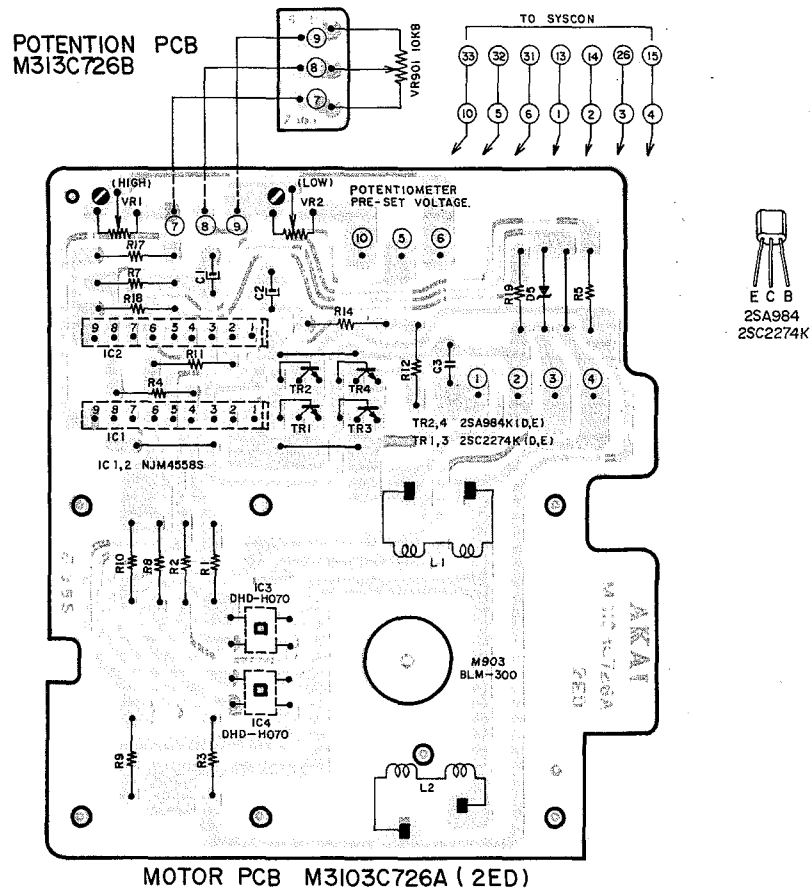 POTENTION PCB
M313C726B
9
8
7
VR901 10KB
TO SYSCON
33 32 31 13 14 26 15
10 5 6 1 2 3 4
(HIGH)
VR1
7 8 9
(LOW)
VR2
POTENTIOMETER
PRE-SET VOLTAGE.
10 5 6
R17
R7
R18
C1
C2
R14
R19
D5
R5
9 8 7 6 5 4 3 2 1
IC2
R11
R4
9 8 7 6 5 4 3 2 1
IC1
TR2
TR4
TR1
TR3
R12
C3
1 2 3 4
TR2,4 2SA984K(D,E)
TR1,3 2SC2274K(D,E)
IC1,2 NJM4558S
E C B
2SA984
2SC2274K
L1
R10
R8
R2
R1
IC3
DHD-H070
IC4
DHD-H070
M903
BLM-300
AKAI
2ED
R9
R3
L2
MOTOR PCB M3103C726A (2ED)